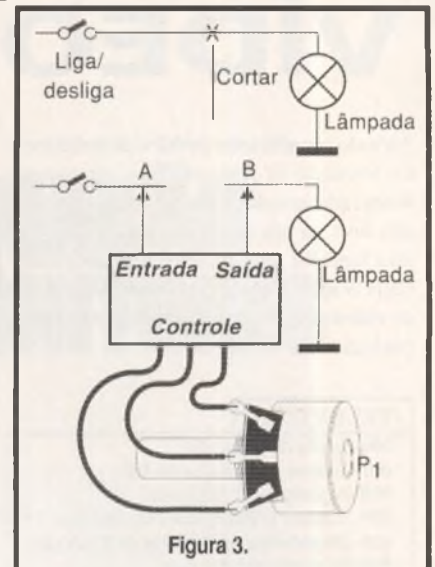 Liga/
desliga
Cortar
Lâmpada
A
B
Entrada Saída
Lâmpada
Controle
P1
Figura 3.